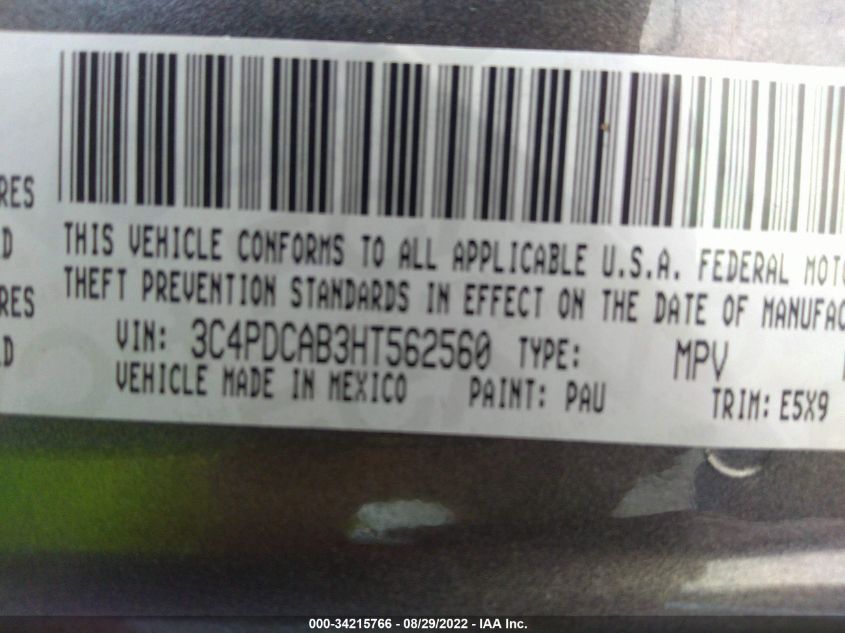 RES
D
RES
D
THIS VEHICLE CONFORMS TO ALL APPLICABLE U.S.A. FEDERAL MOTO
THEFT PREVENTION STANDARDS IN EFFECT ON THE DATE OF MANUFAC
VIN: 3C4PDCAB3HT562560 TYPE: MPV
VEHICLE MADE IN MEXICO PAINT: PAU TRIM: E5X9
000-34215766 - 08/29/2022 - IAA Inc.